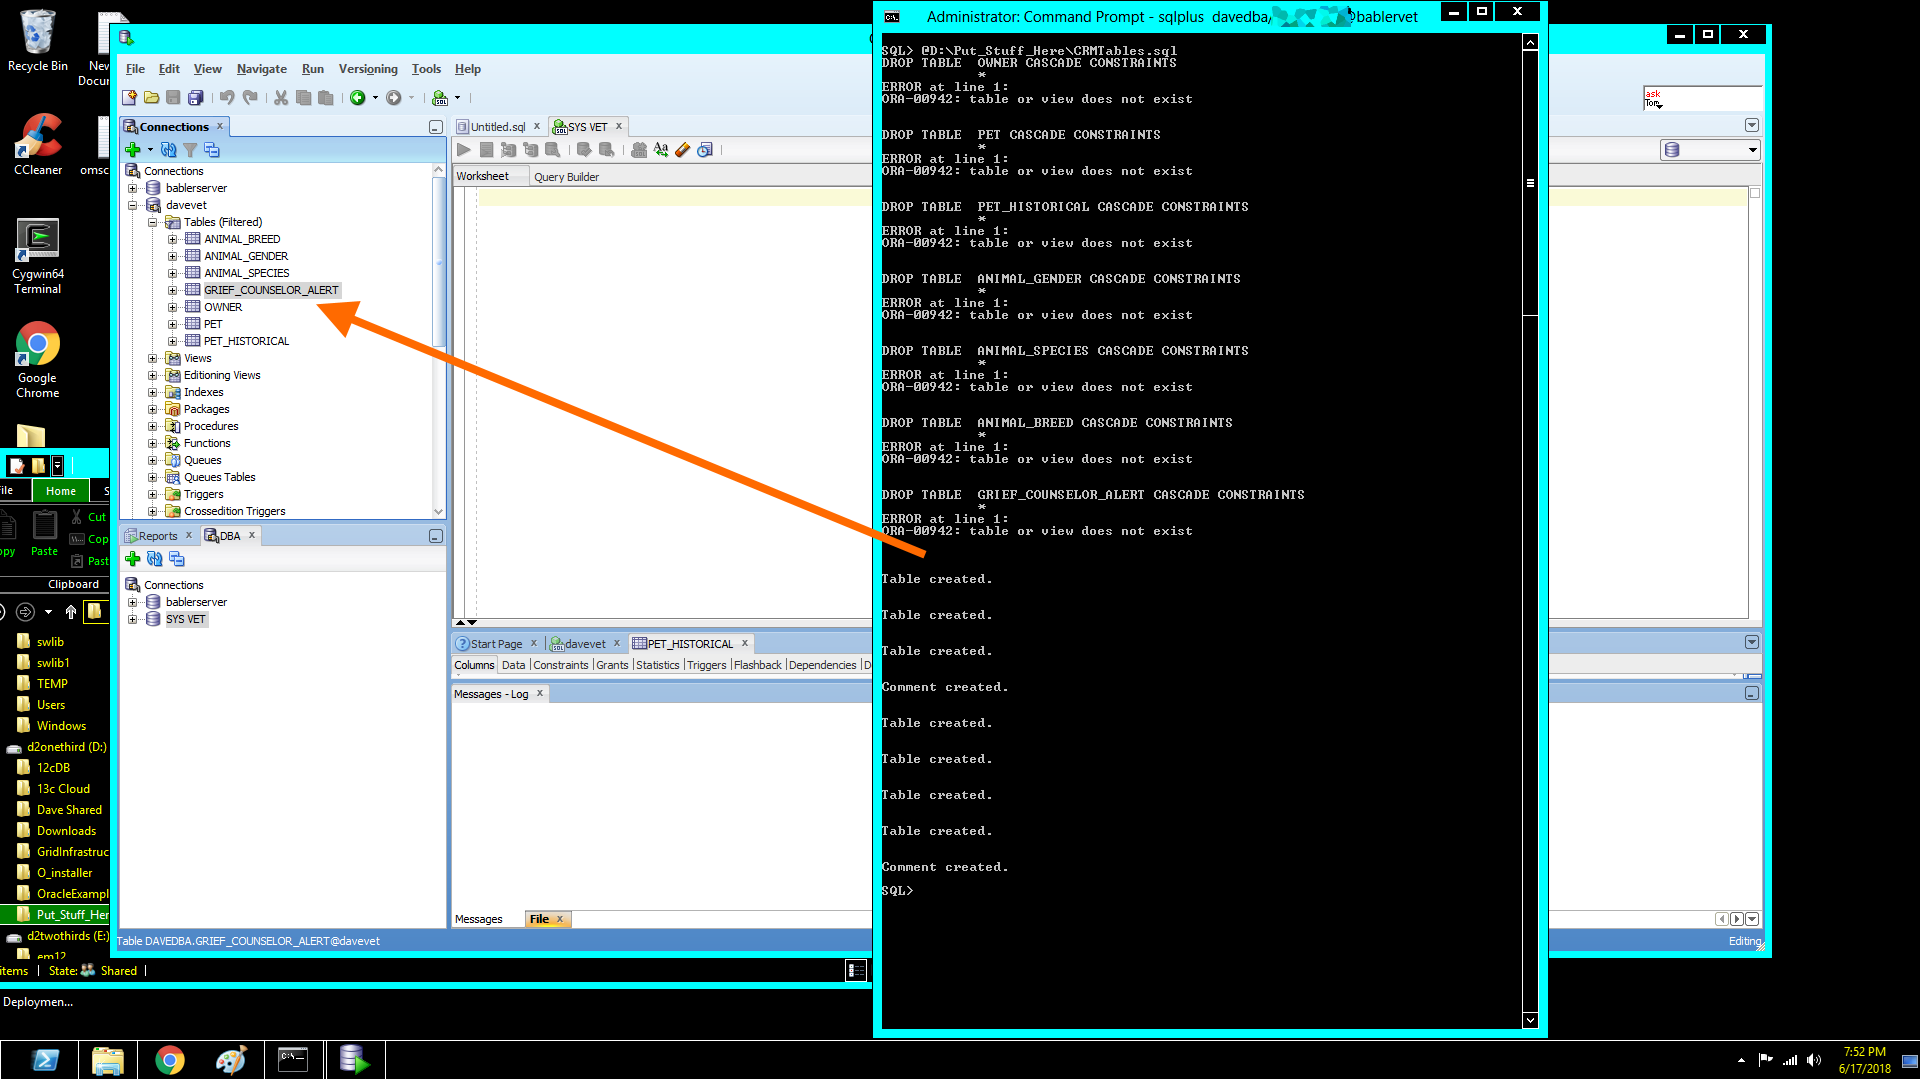 Recycle Bin
CCleaner
Cygwin64
Terminal
Google
Chrome
File Edit View Navigate Run Versioning Tools Help
Connections
Connections
bablerserver
davevet
Tables (Filtered)
ANIMAL_BREED
ANIMAL_GENDER
ANIMAL_SPECIES
GRIEF_COUNSELOR_ALERT
OWNER
PET
PET_HISTORICAL
Views
Editioning Views
Indexes
Packages
Procedures
Functions
Queues
Queues Tables
Triggers
Crossedition Triggers
Reports DBA
Connections
bablerserver
SYS VET
Untitled.sql SYS VET
Worksheet Query Builder
Start Page davevet PET_HISTORICAL
Columns Data Constraints Grants Statistics Triggers Flashback Dependencies D
Messages - Log
Messages File
Table DAVEDBA.GRIEF_COUNSELOR_ALERT@davevet
Editing
ask
Tom
Administrator: Command Prompt - sqlplus davedba/ @bablervet
SQL> @D:\Put_Stuff_Here\CRMTables.sql
DROP TABLE OWNER CASCADE CONSTRAINTS
*
ERROR at line 1:
ORA-00942: table or view does not exist
DROP TABLE PET CASCADE CONSTRAINTS
*
ERROR at line 1:
ORA-00942: table or view does not exist
DROP TABLE PET_HISTORICAL CASCADE CONSTRAINTS
*
ERROR at line 1:
ORA-00942: table or view does not exist
DROP TABLE ANIMAL_GENDER CASCADE CONSTRAINTS
*
ERROR at line 1:
ORA-00942: table or view does not exist
DROP TABLE ANIMAL_SPECIES CASCADE CONSTRAINTS
*
ERROR at line 1:
ORA-00942: table or view does not exist
DROP TABLE ANIMAL_BREED CASCADE CONSTRAINTS
*
ERROR at line 1:
ORA-00942: table or view does not exist
DROP TABLE GRIEF_COUNSELOR_ALERT CASCADE CONSTRAINTS
*
ERROR at line 1:
ORA-00942: table or view does not exist
Table created.
Table created.
Table created.
Comment created.
Table created.
Table created.
Table created.
Table created.
Comment created.
SQL>
ile Home S
opy Paste Cut
Cop
Past
Clipboard
swlib
swlib1
TEMP
Users
Windows
d2onethird (D:)
12cDB
13c Cloud
Dave Shared
Downloads
GridInfrastruc
O_installer
OracleExampl
Put_Stuff_Her
d2twothirds (E:)
em12
items State: Shared
Deploymen...
7:52 PM
6/17/2018